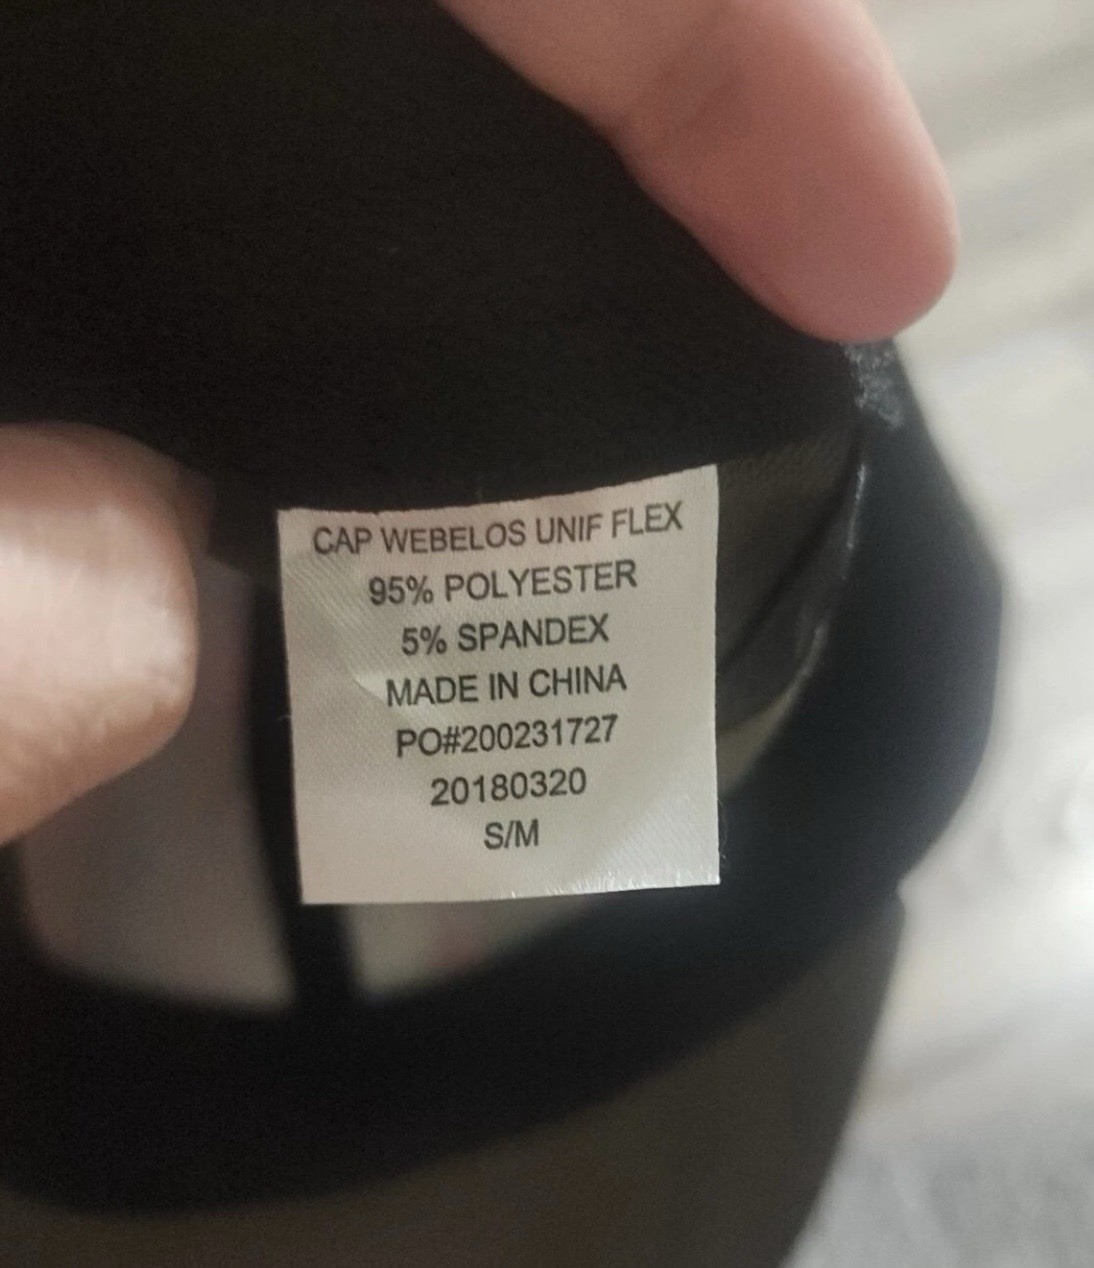 CAP WEBELOS UNIF FLEX
95% POLYESTER
5% SPANDEX
MADE IN CHINA
PO#200231727
20180320
S/M